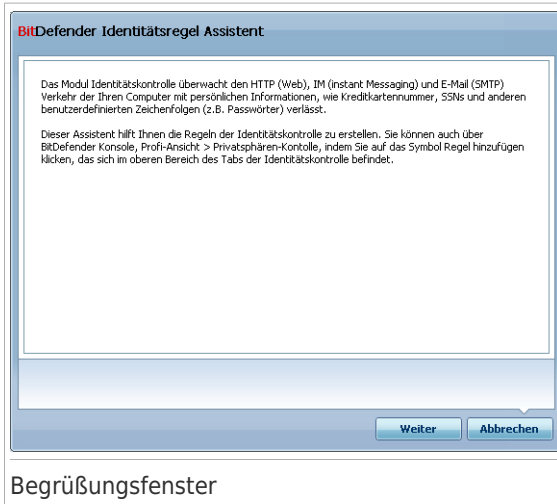 BitDefender Identitätsregel Assistent
Das Modul Identitätskontrolle überwacht den HTTP (Web), IM (instant Messaging) und E-Mail (SMTP)
Verkehr der Ihren Computer mit persönlichen Informationen, wie Kreditkartennummer, SSNs und anderen
benutzerdefinierten Zeichenfolgen (z.B. Passwörter) verlässt.
Dieser Assistent hilft Ihnen die Regeln der Identitätskontrolle zu erstellen. Sie können auch über
BitDefender Konsole, Profi-Ansicht > Privatsphären-Kontolle, indem Sie auf das Symbol Regel hinzufügen
klicken, das sich im oberen Bereich des Tabs der Identitätskontrolle befindet.
Weiter
Abbrechen
Begrüßungsfenster